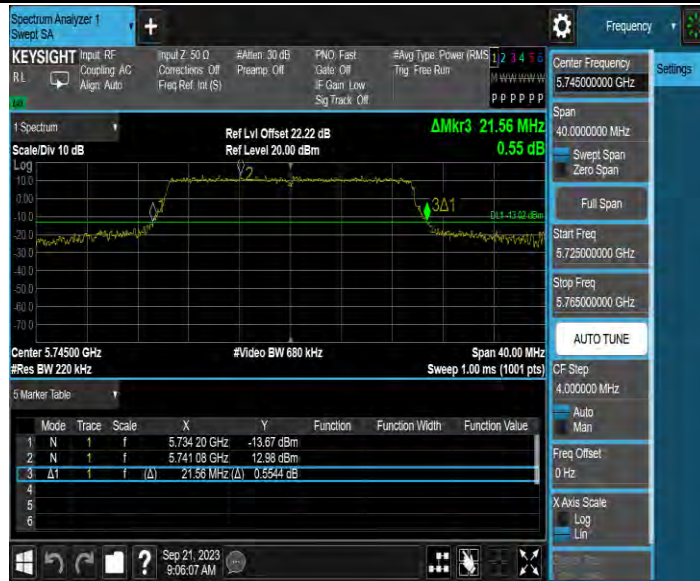 Spectrum Analyzer 1
Swept SA
+
Frequency
KEYSIGHT Input: RF Input Z: 50 Ω #Atten: 30 dB PNO: Fast #Avg Type: Power (RMS 1 2 3 4 5 6
RL Coupling: AC Corrections: Off Preamp: Off Gate: Off Trig: Free Run M W W W W W
Align: Auto Freq Ref: Int (S) IF Gain: Low
Sig Track: Off P P P P P P
1 Spectrum
Scale/Div 10 dB
Ref Lvl Offset 22.22 dB
Ref Level 20.00 dBm
ΔMkr3 21.56 MHz
0.55 dB
Log
10.0
0.00
-10.0
-20.0
-30.0
-40.0
-50.0
-60.0
-70.0
1
2
3Δ1
DL1 -13.02 dBm
Center 5.74500 GHz #Video BW 680 kHz Span 40.00 MHz
#Res BW 220 kHz Sweep 1.00 ms (1001 pts)
5 Marker Table
Mode Trace Scale X Y Function Function Width Function Value
1 N 1 f 5.734 20 GHz -13.67 dBm
2 N 1 f 5.741 08 GHz 12.98 dBm
3 Δ1 1 f (Δ) 21.56 MHz (Δ) 0.5544 dB
4
5
6
?
Sep 21, 2023
9:06:07 AM
Center Frequency
5.745000000 GHz
Settings
Span
40.0000000 MHz
Swept Span
Zero Span
Full Span
Start Freq
5.725000000 GHz
Stop Freq
5.765000000 GHz
AUTO TUNE
CF Step
4.000000 MHz
Auto
Man
Freq Offset
0 Hz
X Axis Scale
Log
Lin